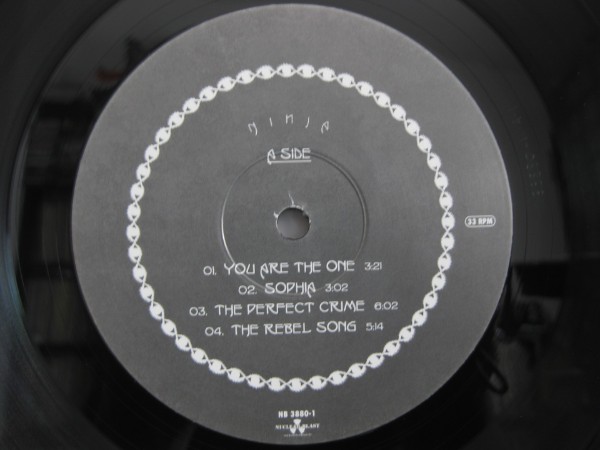 A SIDE
33 RPM
01. YOU ARE THE ONE 3:21
02. SOPHIA 3:02
03. THE PERFECT CRIME 6:02
04. THE REBEL SONG 5:14
NB 3880-1
NUCLEAR BLAST